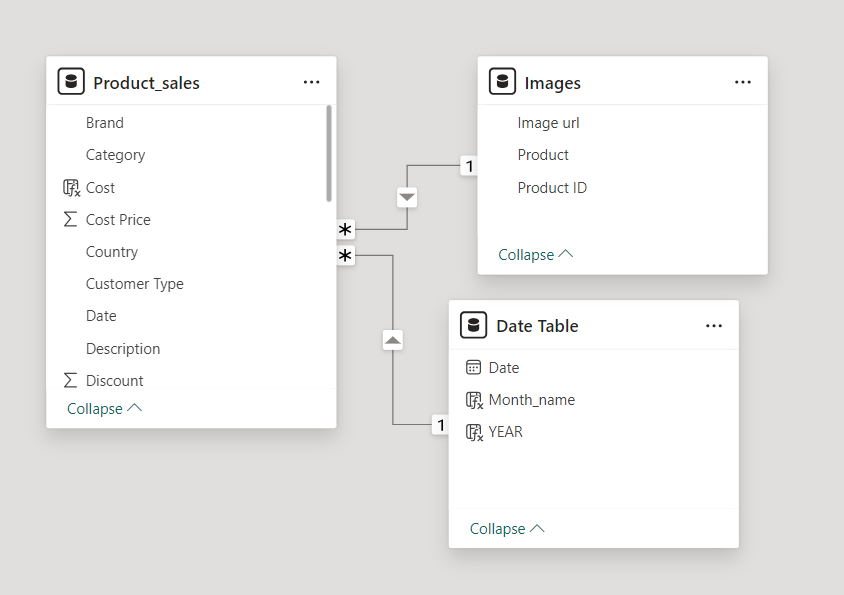 Product_sales
Brand
Category
Cost
Cost Price
Country
Customer Type
Date
Description
Discount
Collapse
Images
Image url
Product
Product ID
Collapse
Date Table
Date
Month_name
YEAR
Collapse
1
*
*
1